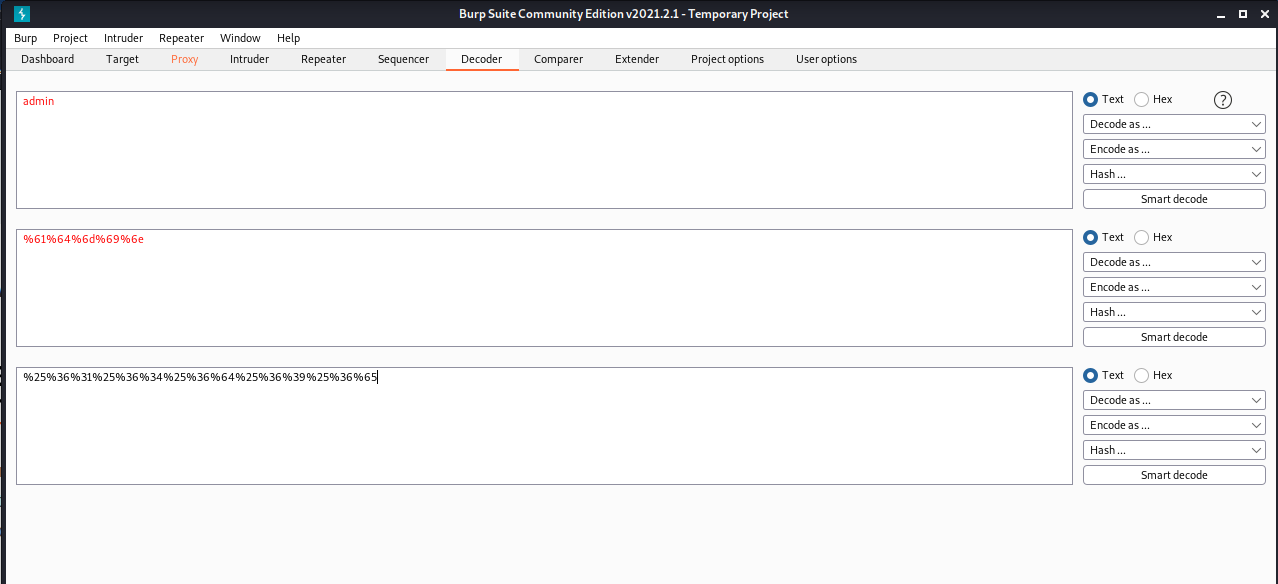 Burp Suite Community Edition v2021.2.1 - Temporary Project
Burp Project Intruder Repeater Window Help
Dashboard Target Proxy Intruder Repeater Sequencer Decoder Comparer Extender Project options User options
admin
Text Hex ?
Decode as ...
Encode as ...
Hash ...
Smart decode
%61%64%6d%69%6e
Text Hex
Decode as ...
Encode as ...
Hash ...
Smart decode
%25%36%31%25%36%34%25%36%64%25%36%39%25%36%65
Text Hex
Decode as ...
Encode as ...
Hash ...
Smart decode